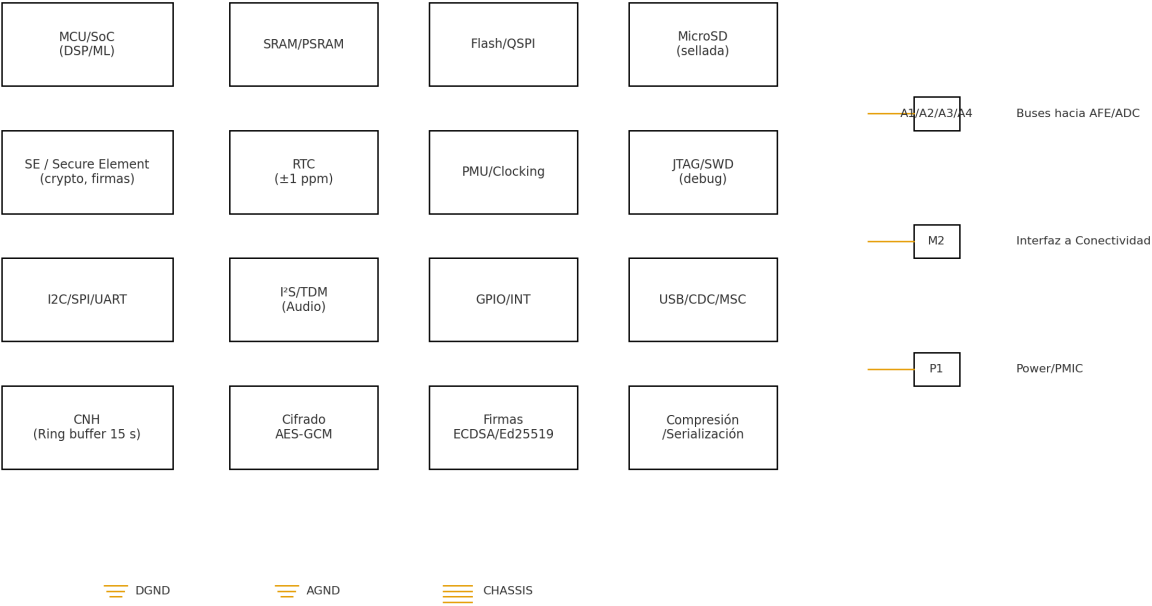 MCU/SoC
(DSP/ML)
SRAM/PSRAM
Flash/QSPI
MicroSD
(sellada)
A1/A2/A3/A4
Buses hacia AFE/ADC
SE / Secure Element
(crypto, firmas)
RTC
(±1 ppm)
PMU/Clocking
JTAG/SWD
(debug)
M2
Interfaz a Conectividad
I2C/SPI/UART
I²S/TDM
(Audio)
GPIO/INT
USB/CDC/MSC
P1
Power/PMIC
CNH
(Ring buffer 15 s)
Cifrado
AES-GCM
Firmas
ECDSA/Ed25519
Compresión
/Serialización
DGND
AGND
CHASSIS